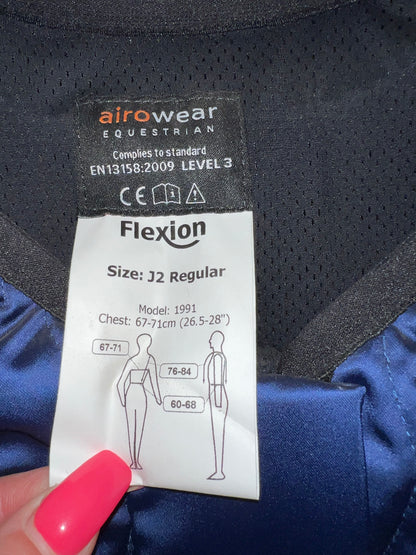 airowear
EQUESTRIAN
Complies to standard
EN13158:2009 LEVEL 3
CE
Flexion
Size: J2 Regular
Model: 1991
Chest: 67-71cm (26.5-28")
67-71
76-84
60-68